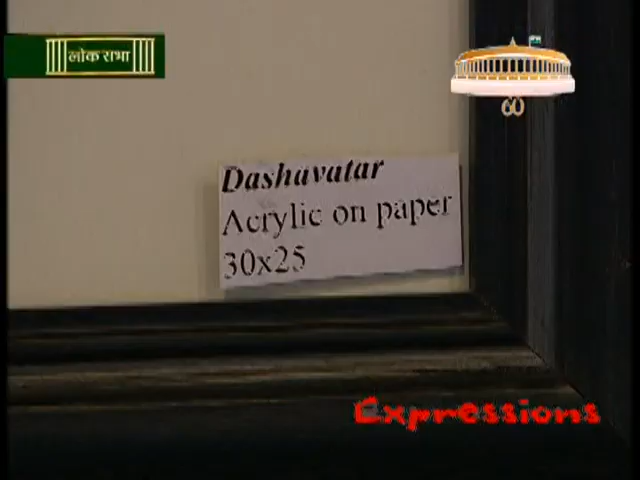 लोक सभा
60
Dashavatar
Acrylic on paper
30x25
Expressions